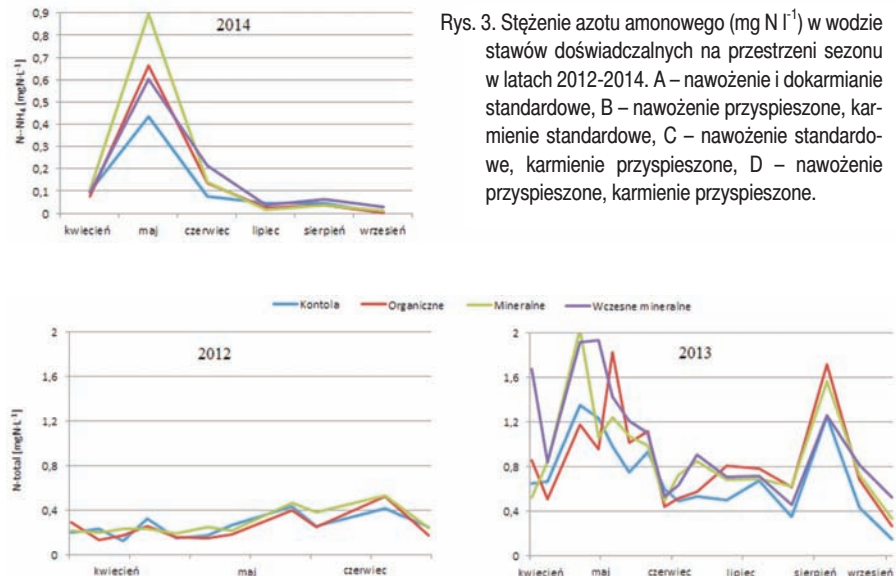 2014
0,9
0,8
0,7
0,6
0,5
0,4
0,3
0,2
0,1
0
N--NH₄ [mgN·L⁻¹]
kwiecień maj czerwiec lipiec sierpień wrzesień
Rys. 3. Stężenie azotu amonowego (mg N l⁻¹) w wodzie
stawów doświadczalnych na przestrzeni sezonu
w latach 2012-2014. A – nawożenie i dokarmianie
standardowe, B – nawożenie przyspieszone, kar-
mienie standardowe, C – nawożenie standardo-
we, karmienie przyspieszone, D – nawożenie
przyspieszone, karmienie przyspieszone.
Kontola Organiczne Mineralne Wczesne mineralne
2012
2
1,6
1,2
0,8
0,4
0
N-total [mgN·L⁻¹]
kwiecień maj czerwiec
2013
2
1,6
1,2
0,8
0,4
0
kwiecień maj czerwiec lipiec sierpień wrzesień